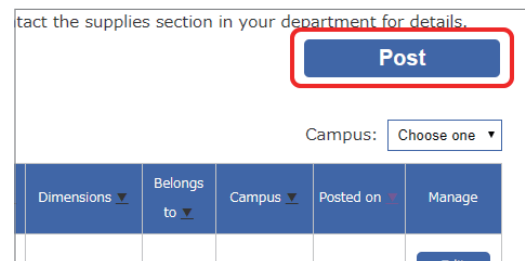 tact the supplies section in your department for details.
Post
Campus: Choose one ▼
Dimensions ▼ Belongs to ▼ Campus ▼ Posted on ▼ Manage